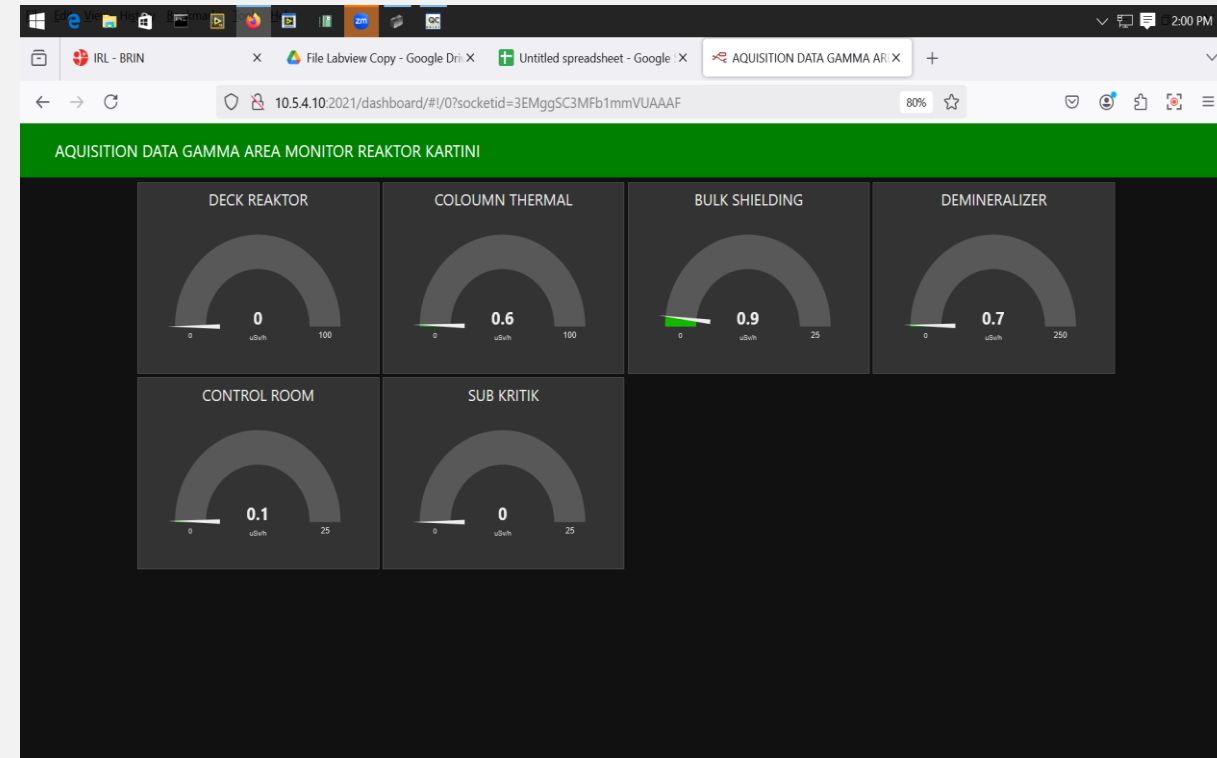 2:00 PM
IRL - BRIN
File Labview Copy - Google Driv
Untitled spreadsheet - Google S
AQUISITION DATA GAMMA AR
10.5.4.10:2021/dashboard/#!/0?socketid=3EMggSC3MFb1mmVUAAAF
80%
AQUISITION DATA GAMMA AREA MONITOR REAKTOR KARTINI
DECK REAKTOR
0
uSv/h
0
100
COLOUMN THERMAL
0.6
uSv/h
0
100
BULK SHIELDING
0.9
uSv/h
0
25
DEMINERALIZER
0.7
uSv/h
0
250
CONTROL ROOM
0.1
uSv/h
0
25
SUB KRITIK
0
uSv/h
0
25